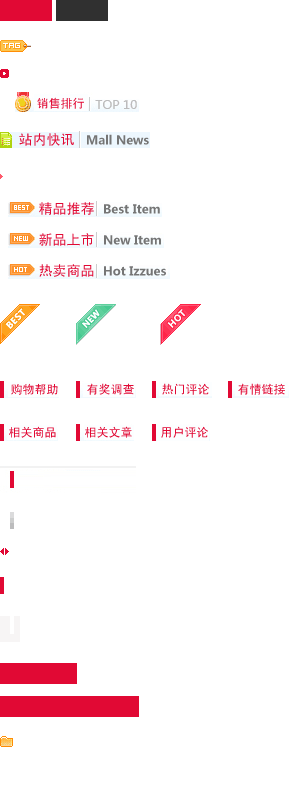 TAG
销售排行 TOP 10
站内快讯 Mall News
BEST 精品推荐 Best Item
NEW 新品上市 New Item
HOT 热卖商品 Hot Izzues
BEST NEW HOT
购物帮助 有奖调查 热门评论 有情链接
相关商品 相关文章 用户评论